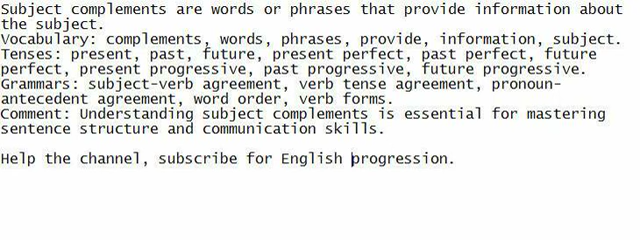 Subject complements are words or phrases that provide information about
the subject.
Vocabulary: complements, words, phrases, provide, information, subject.
Tenses: present, past, future, present perfect, past perfect, future
perfect, present progressive, past progressive, future progressive.
Grammars: subject-verb agreement, verb tense agreement, pronoun-
antecedent agreement, word order, verb forms.
Comment: Understanding subject complements is essential for mastering
sentence structure and communication skills.
Help the channel, subscribe for English progression.